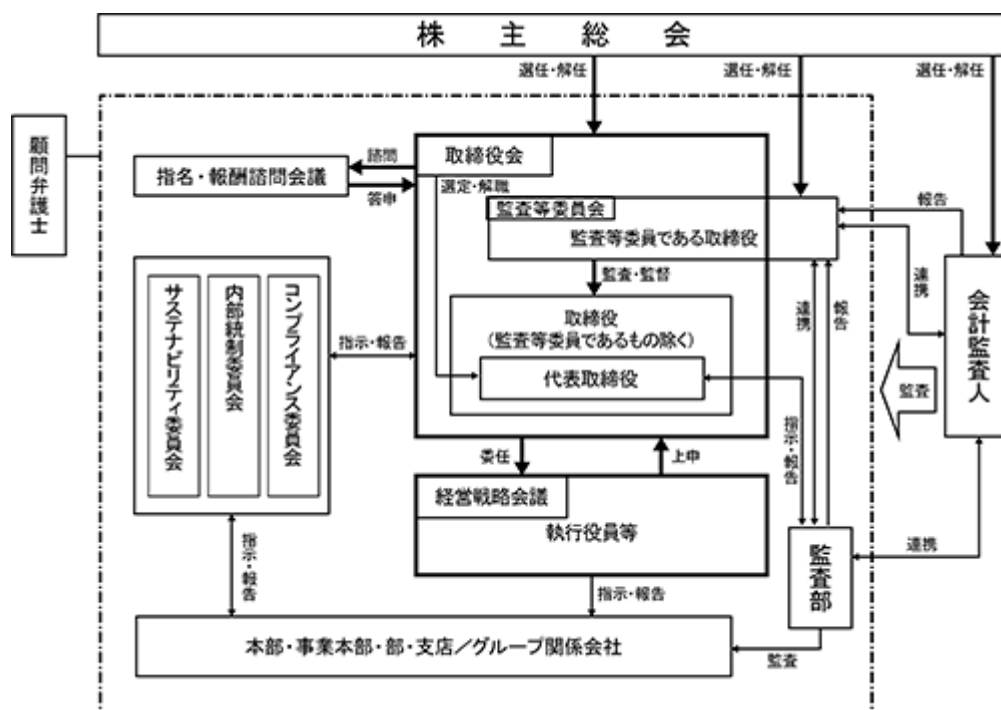 株主総会
選任・解任
選任・解任
選任・解任
顧問弁護士
指名・報酬諮問会議
諮問
答申
取締役会
選定・解職
監査等委員会
監査等委員である取締役
報告
監査・監督
連携
報告
連携
会計監査人
サステナビリティ委員会
内部統制委員会
コンプライアンス委員会
指示・報告
取締役
(監査等委員であるもの除く)
代表取締役
監査
指示・報告
委任
上申
経営戦略会議
執行役員等
監査部
連携
指示・報告
指示・報告
本部・事業本部・部・支店/グループ関係会社
監査